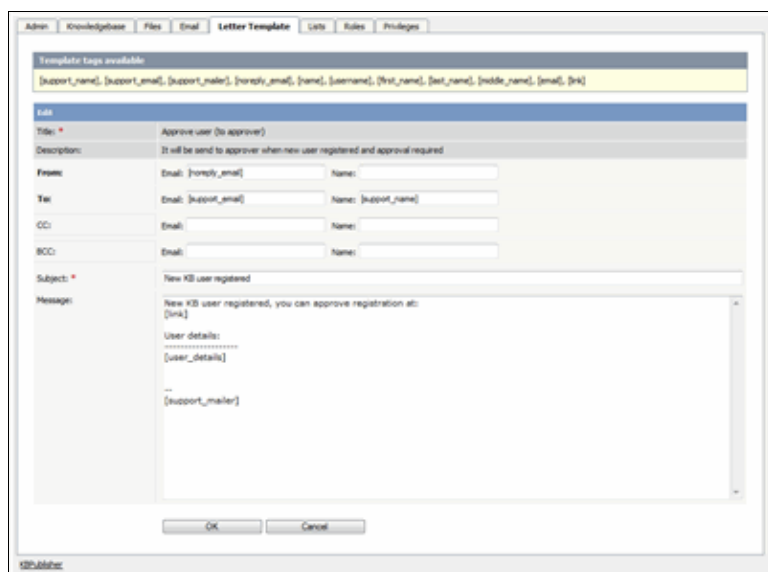 Admin Knowledgebase Files Email Letter Template Lists Roles Privileges
Template tags available
[support_name], [support_email], [support_mailer], [noreply_email], [name], [username], [first_name], [last_name], [middle_name], [email], [link]
Edit
Title: * Approve user (to approver)
Description: It will be send to approver when new user registered and approval required
From: Email: [noreply_email] Name:
To: Email: [support_email] Name: [support_name]
CC: Email: Name:
BCC: Email: Name:
Subject: * New KB user registered
Message: New KB user registered, you can approve registration at:
[link]
User details:
-------------------
[user_details]
--
[support_mailer]
OK Cancel
KBPublisher